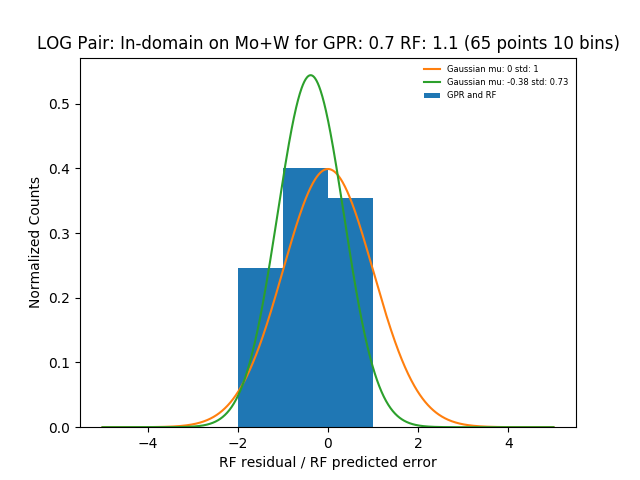 LOG Pair: In-domain on Mo+W for GPR: 0.7 RF: 1.1 (65 points 10 bins)
Gaussian mu: 0 std: 1
Gaussian mu: -0.38 std: 0.73
GPR and RF
Normalized Counts
0.5
0.4
0.3
0.2
0.1
0.0
−4 −2 0 2 4
RF residual / RF predicted error